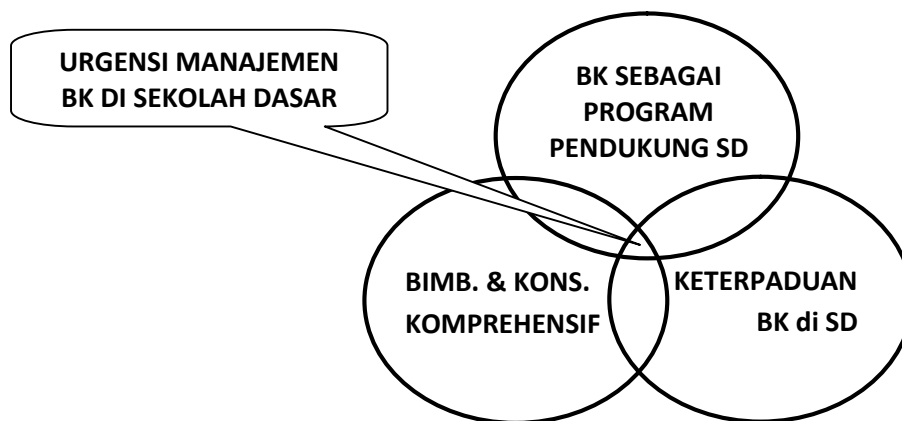 URGENSI MANAJEMEN
BK DI SEKOLAH DASAR
BK SEBAGAI
PROGRAM
PENDUKUNG SD
BIMB. & KONS.
KOMPREHENSIF
KETERPADUAN
BK di SD